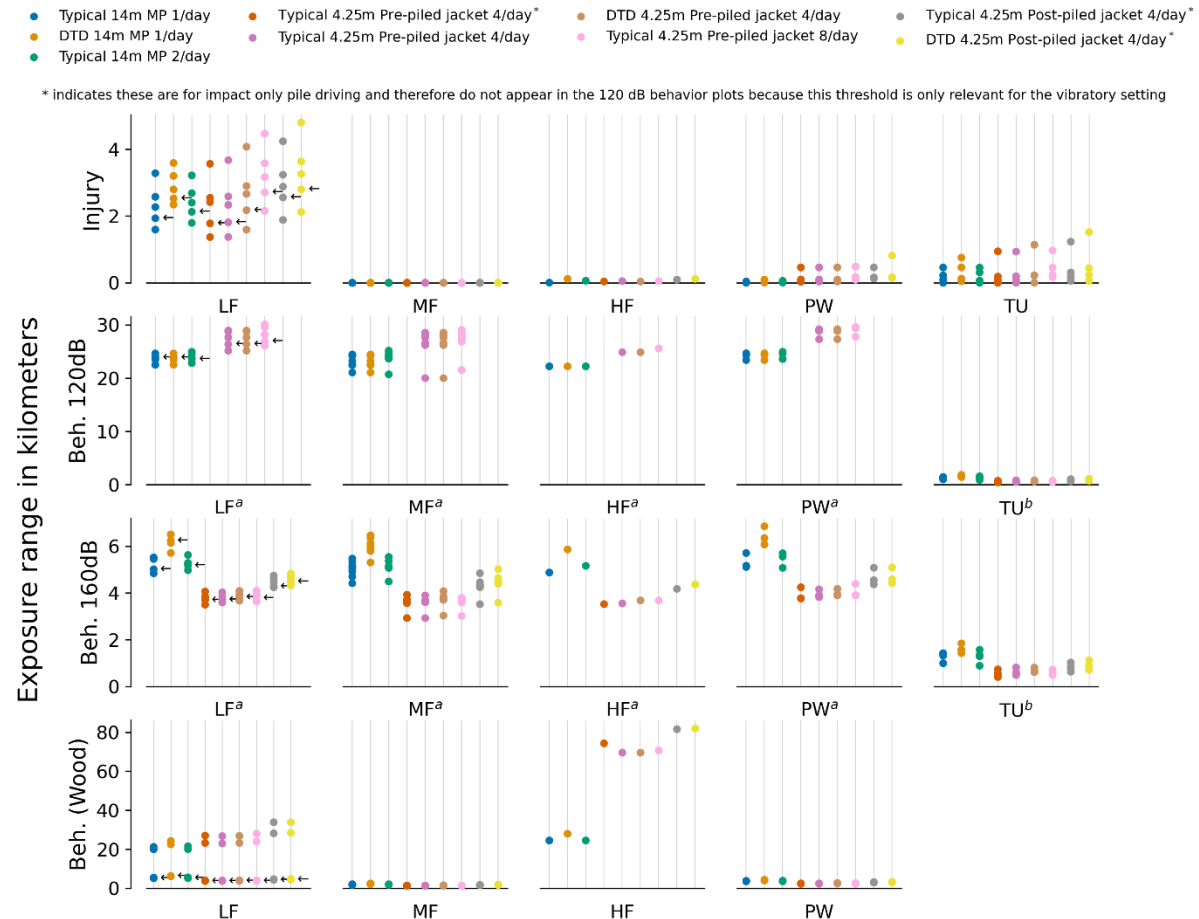 Typical 14m MP 1/day
DTD 14m MP 1/day
Typical 14m MP 2/day
Typical 4.25m Pre-piled jacket 4/day*
Typical 4.25m Pre-piled jacket 4/day
DTD 4.25m Pre-piled jacket 4/day
Typical 4.25m Pre-piled jacket 8/day
Typical 4.25m Post-piled jacket 4/day*
DTD 4.25m Post-piled jacket 4/day*
* indicates these are for impact only pile driving and therefore do not appear in the 120 dB behavior plots because this threshold is only relevant for the vibratory setting
Exposure range in kilometers
Injury
4
2
0
LF MF HF PW TU
Beh. 120dB
30
20
10
0
LFᵃ MFᵃ HFᵃ PWᵃ TUᵇ
Beh. 160dB
6
4
2
0
LFᵃ MFᵃ HFᵃ PWᵃ TUᵇ
Beh. (Wood)
80
60
40
20
0
LF MF HF PW